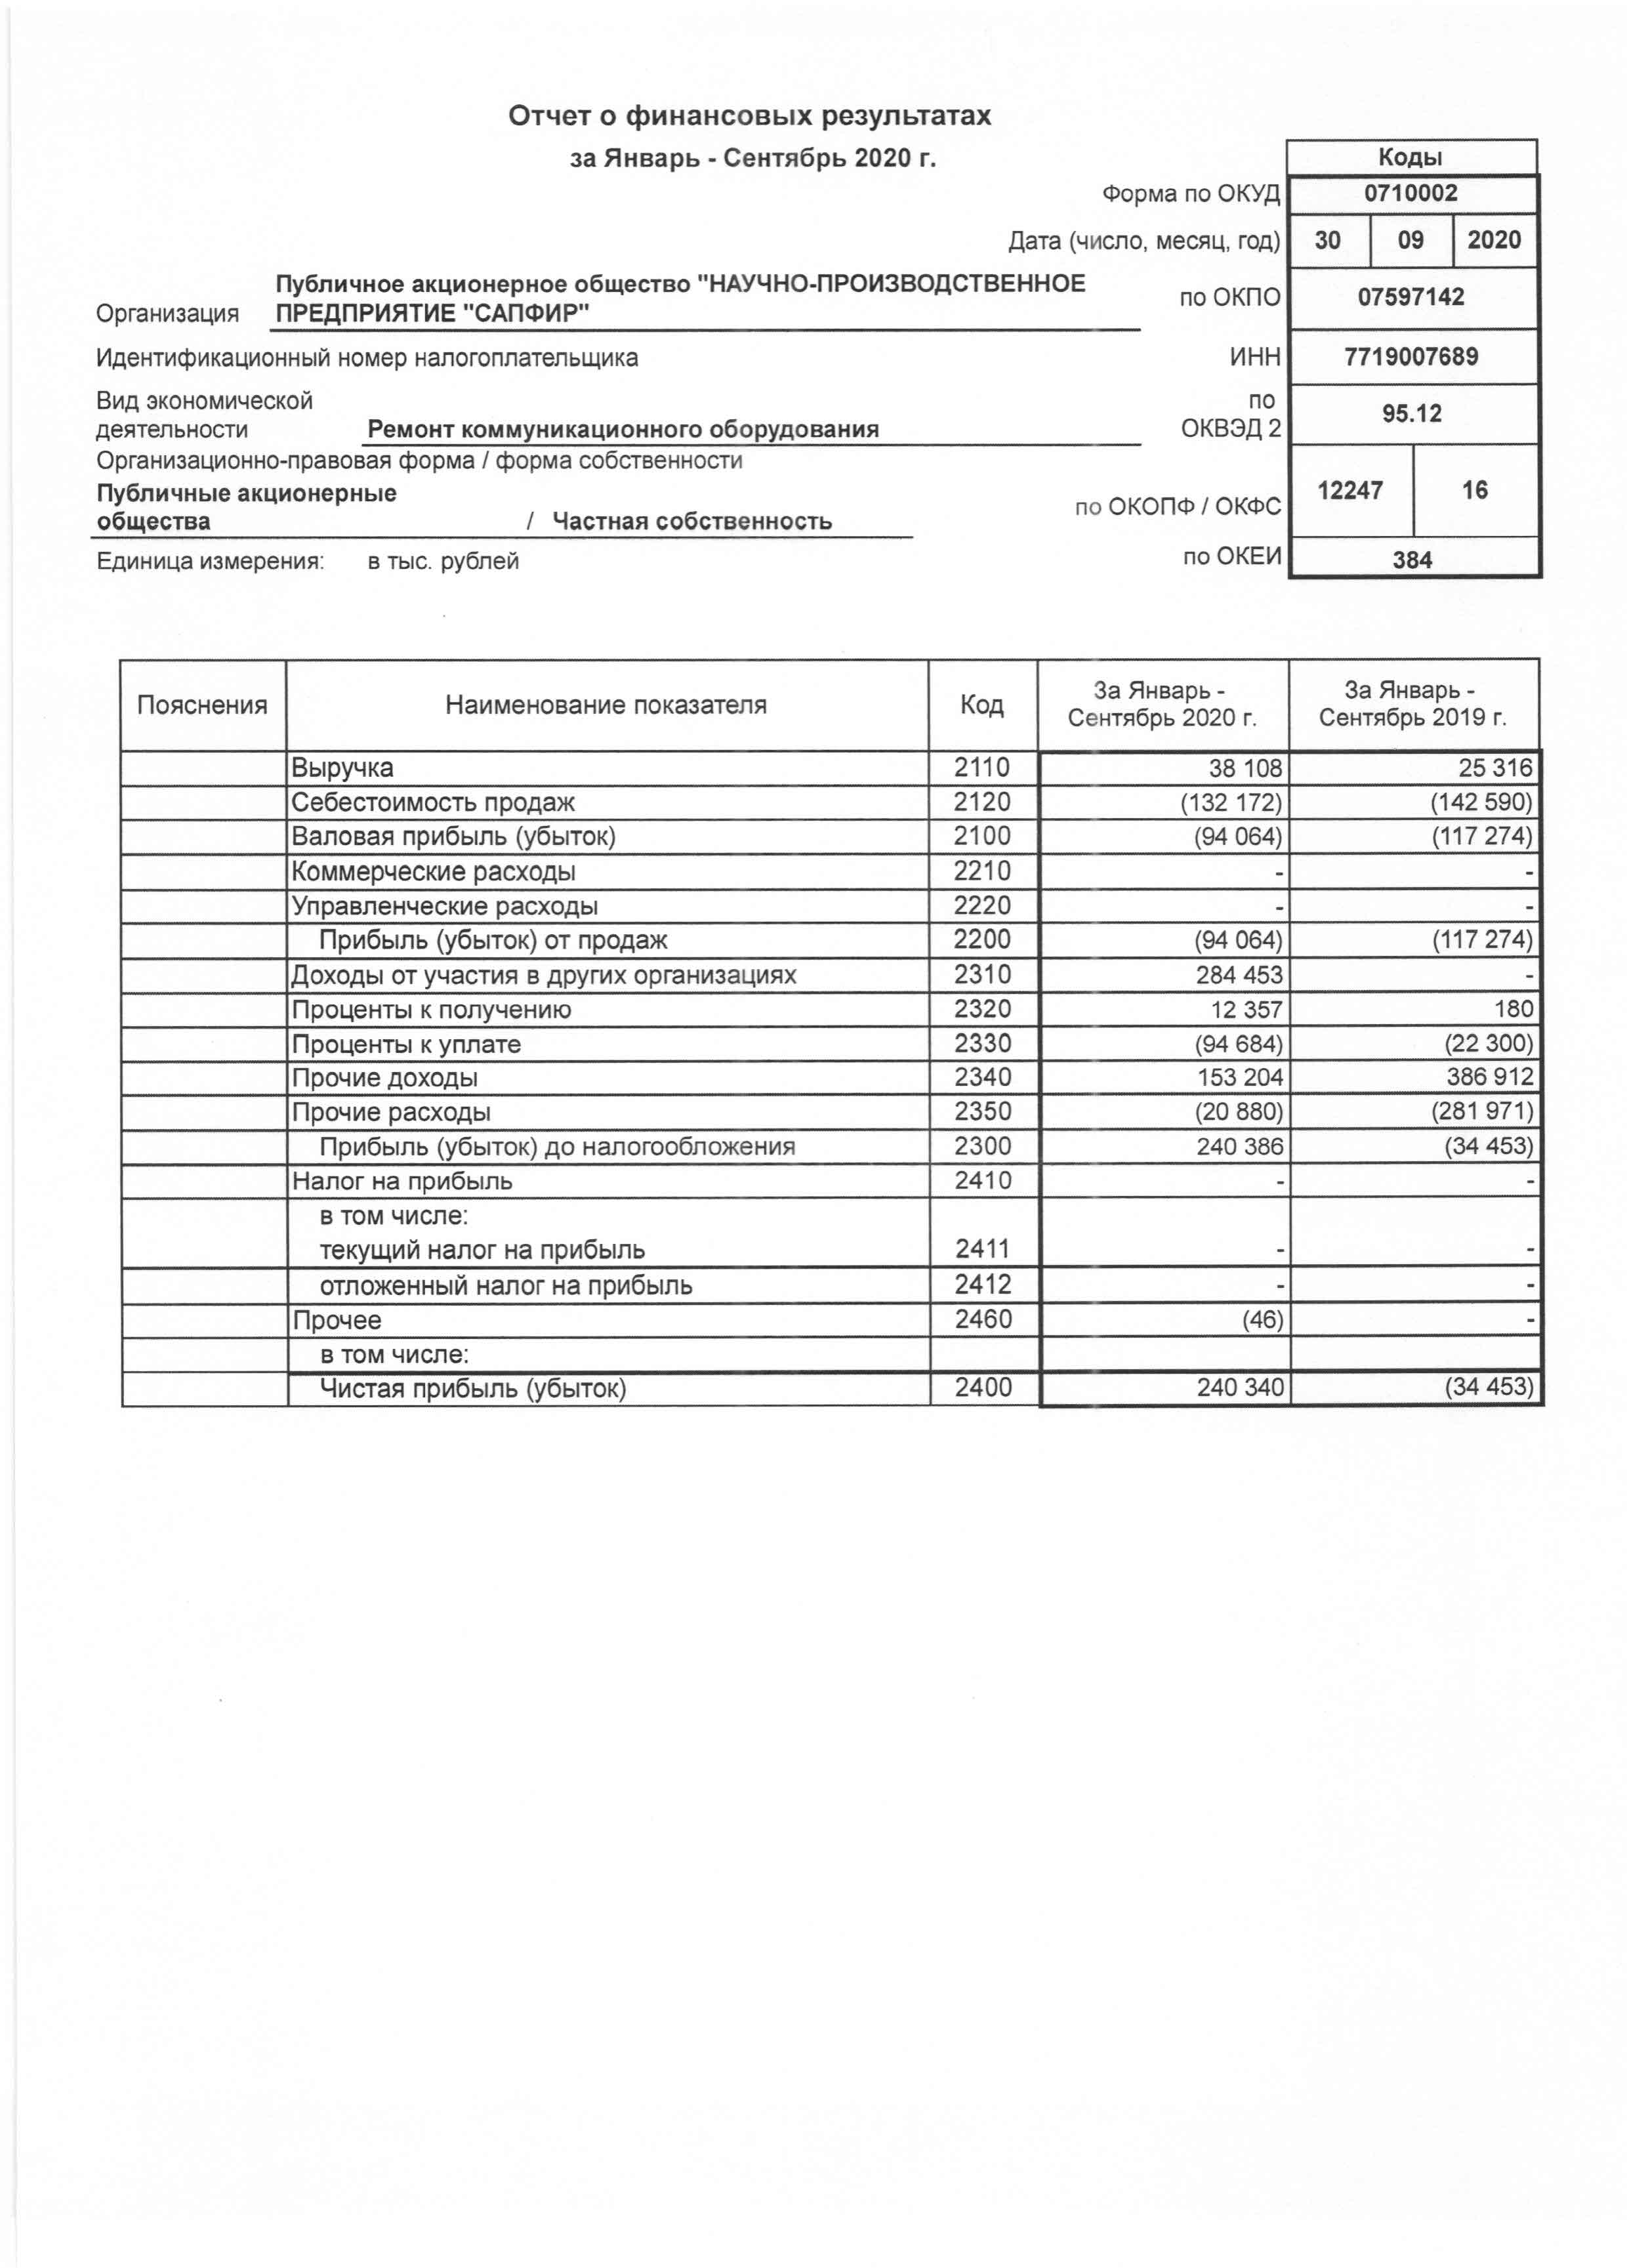 Отчет о финансовых результатах
за Январь - Сентябрь 2020 г.
Коды
Форма по ОКУД 0710002
Дата (число, месяц, год) 30 09 2020
Публичное акционерное общество "НАУЧНО-ПРОИЗВОДСТВЕННОЕ
Организация ПРЕДПРИЯТИЕ "САПФИР" по ОКПО 07597142
Идентификационный номер налогоплательщика ИНН 7719007689
Вид экономической по
деятельности Ремонт коммуникационного оборудования ОКВЭД 2 95.12
Организационно-правовая форма / форма собственности
Публичные акционерные
общества / Частная собственность по ОКОПФ / ОКФС 12247 16
Единица измерения: в тыс. рублей по ОКЕИ 384
Пояснения Наименование показателя Код За Январь - Сентябрь 2020 г. За Январь - Сентябрь 2019 г.
Выручка 2110 38 108 25 316
Себестоимость продаж 2120 (132 172) (142 590)
Валовая прибыль (убыток) 2100 (94 064) (117 274)
Коммерческие расходы 2210 - -
Управленческие расходы 2220 - -
Прибыль (убыток) от продаж 2200 (94 064) (117 274)
Доходы от участия в других организациях 2310 284 453 -
Проценты к получению 2320 12 357 180
Проценты к уплате 2330 (94 684) (22 300)
Прочие доходы 2340 153 204 386 912
Прочие расходы 2350 (20 880) (281 971)
Прибыль (убыток) до налогообложения 2300 240 386 (34 453)
Налог на прибыль 2410 - -
в том числе:
текущий налог на прибыль 2411 - -
отложенный налог на прибыль 2412 - -
Прочее 2460 (46) -
в том числе:
Чистая прибыль (убыток) 2400 240 340 (34 453)